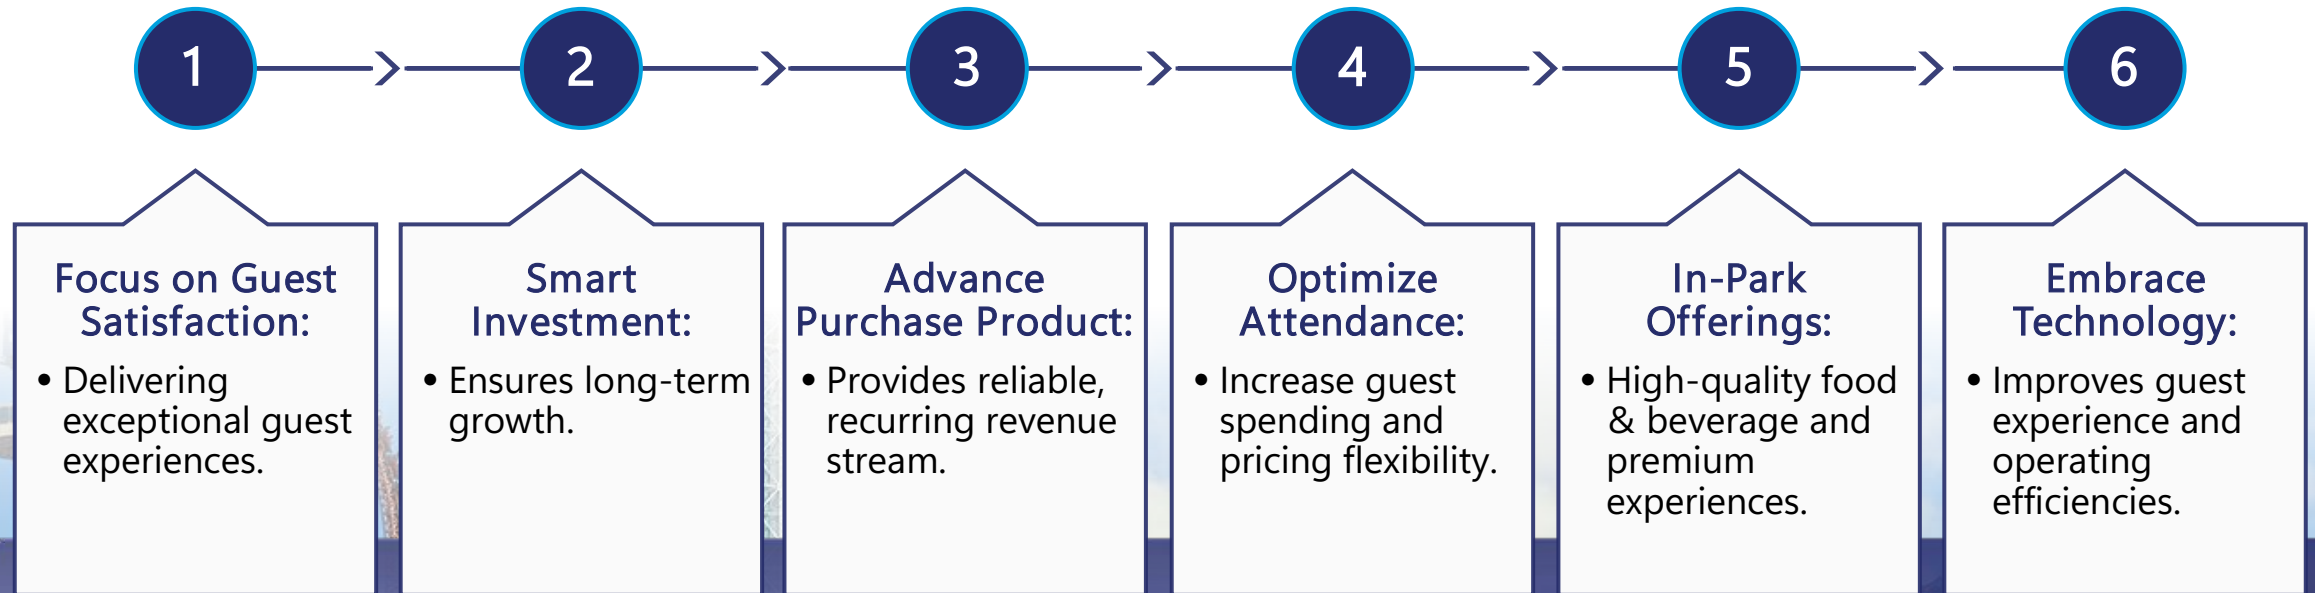 1
2
3
4
5
6
Focus on Guest
Satisfaction:
• Delivering
exceptional guest
experiences.
Smart
Investment:
• Ensures long-term
growth.
Advance
Purchase Product:
• Provides reliable,
recurring revenue
stream.
Optimize
Attendance:
• Increase guest
spending and
pricing flexibility.
In-Park
Offerings:
• High-quality food
& beverage and
premium
experiences.
Embrace
Technology:
• Improves guest
experience and
operating
efficiencies.